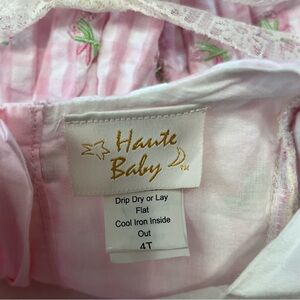 Haute
Baby TM
Drip Dry or Lay
Flat
Cool Iron Inside
Out
4T